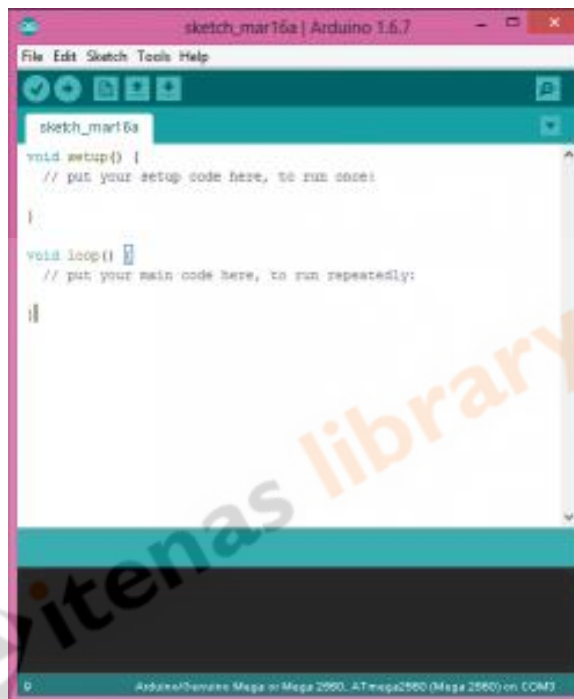 sketch_mar16a | Arduino 1.6.7
File Edit Sketch Tools Help
sketch_mar16a
void setup() {
// put your setup code here, to run once:
}
void loop() {
// put your main code here, to run repeatedly:
}
itenas library
9
Arduino/Genuino Mega or Mega 2560, ATmega2560 (Mega 2560) on COM3